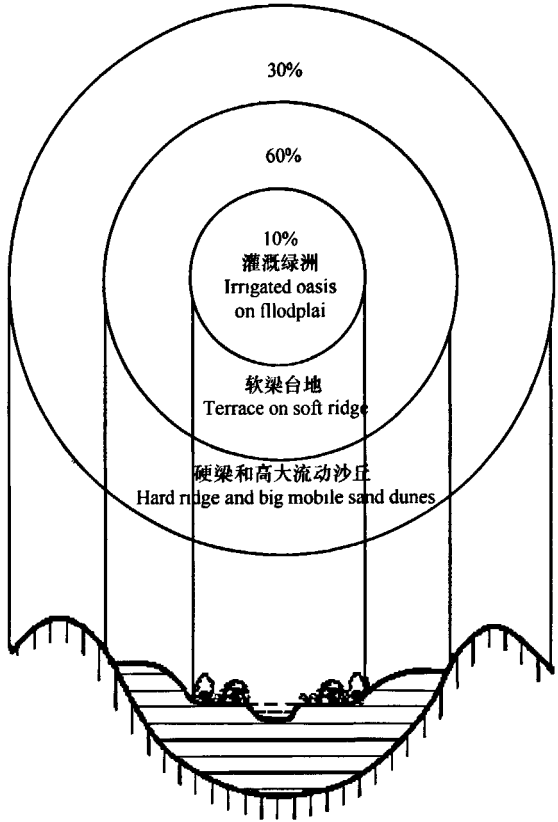 30%
60%
10%
灌溉绿洲
Irrigated oasis
on fllodplai
软梁台地
Terrace on soft ridge
硬梁和高大流动沙丘
Hard ridge and big mobile sand dunes